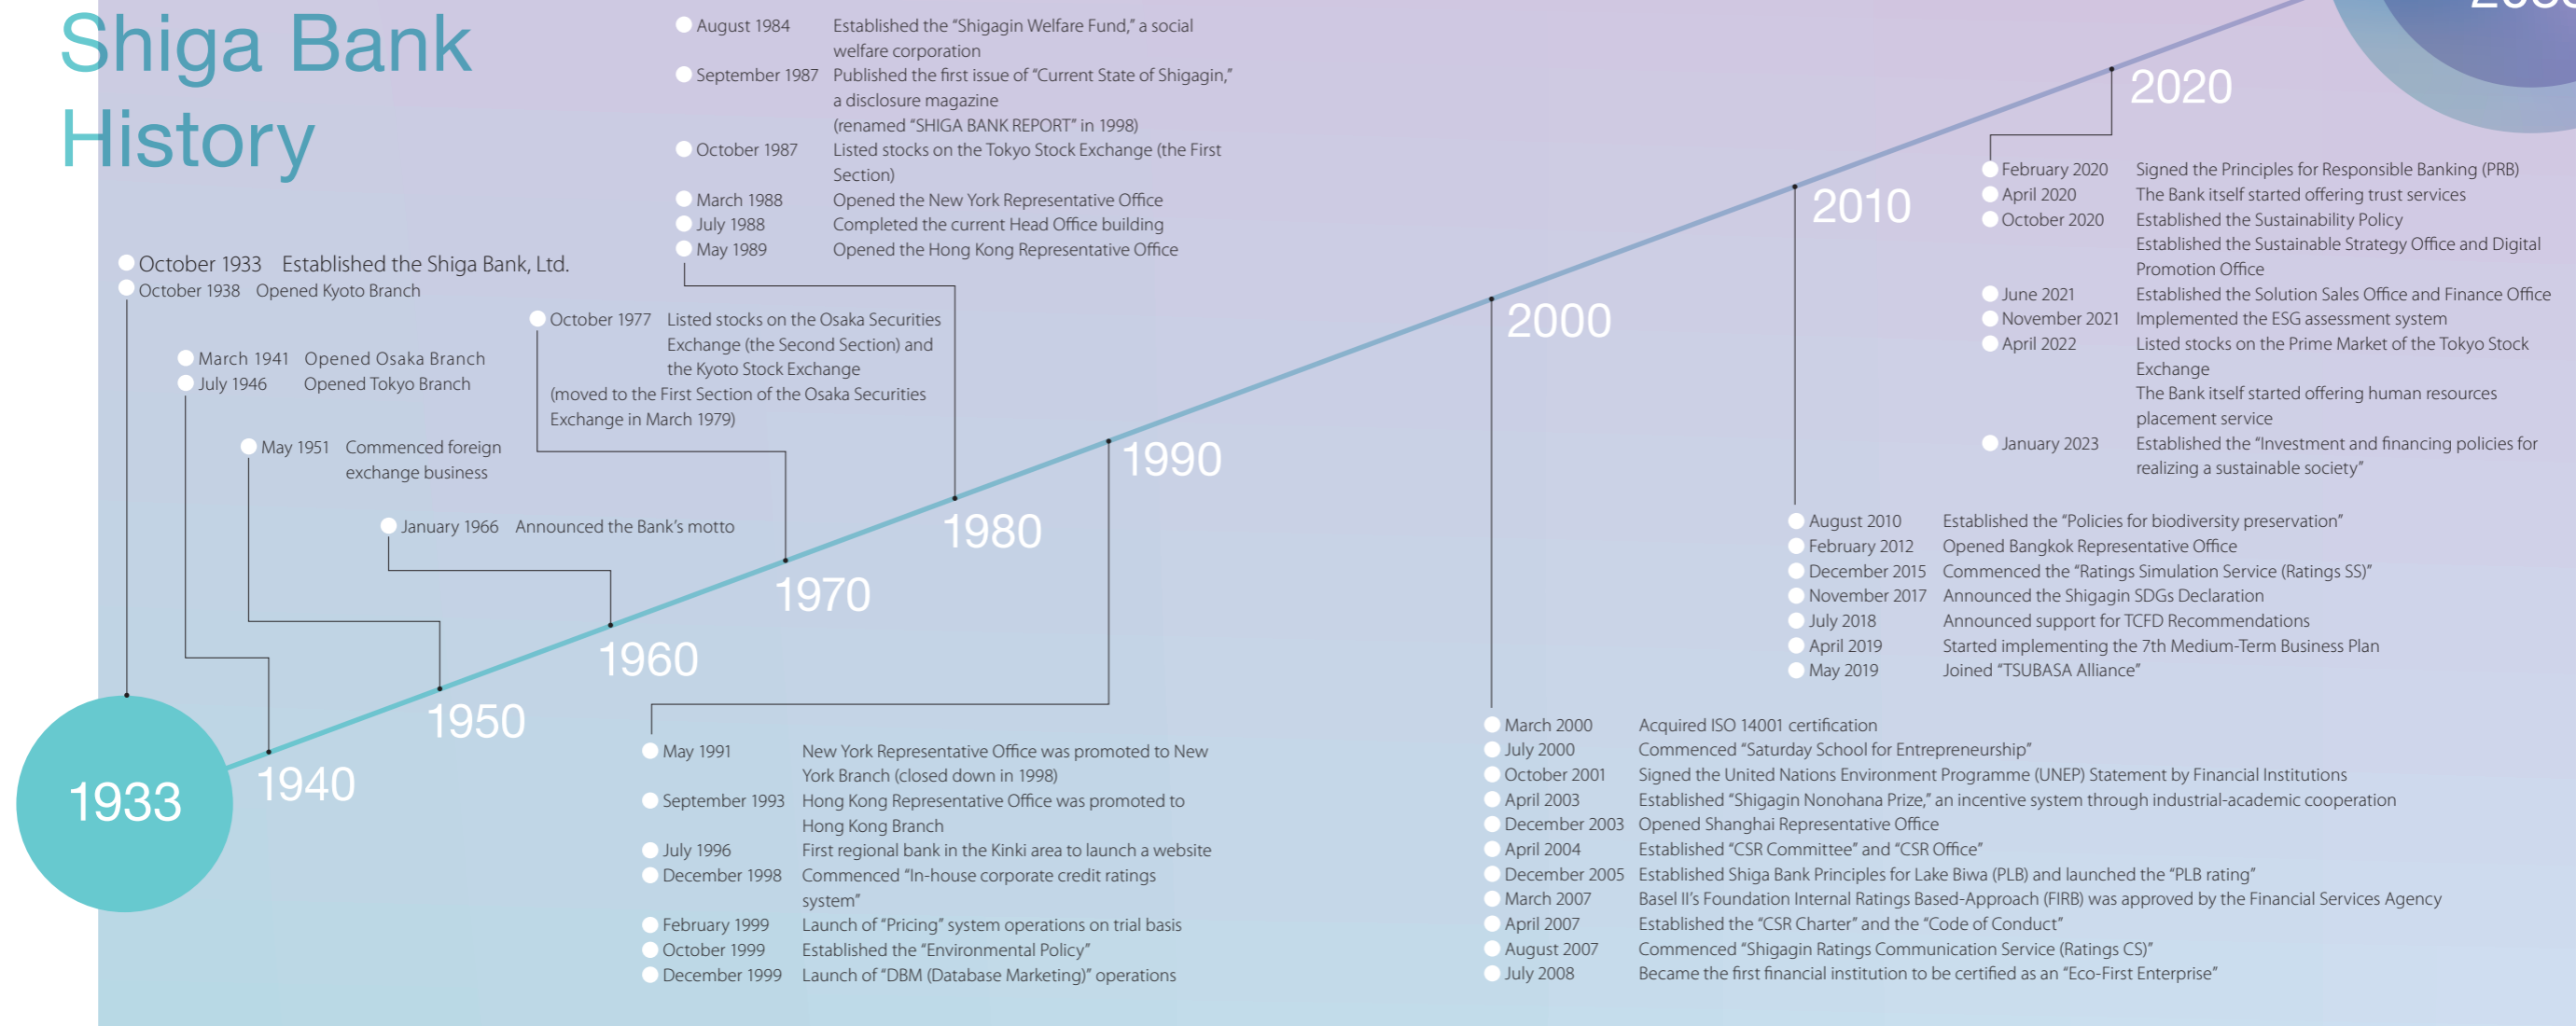 Shiga Bank
History
1933
October 1933 Established the Shiga Bank, Ltd.
October 1938 Opened Kyoto Branch
1940
March 1941 Opened Osaka Branch
July 1946 Opened Tokyo Branch
1950
May 1951 Commenced foreign
exchange business
1960
January 1966 Announced the Bank’s motto
1970
October 1977 Listed stocks on the Osaka Securities
Exchange (the Second Section) and
the Kyoto Stock Exchange
(moved to the First Section of the Osaka Securities
Exchange in March 1979)
1980
August 1984 Established the “Shigagin Welfare Fund,” a social
welfare corporation
September 1987 Published the first issue of “Current State of Shigagin,”
a disclosure magazine
(renamed “SHIGA BANK REPORT” in 1998)
October 1987 Listed stocks on the Tokyo Stock Exchange (the First
Section)
March 1988 Opened the New York Representative Office
July 1988 Completed the current Head Office building
May 1989 Opened the Hong Kong Representative Office
1990
May 1991 New York Representative Office was promoted to New
York Branch (closed down in 1998)
September 1993 Hong Kong Representative Office was promoted to
Hong Kong Branch
July 1996 First regional bank in the Kinki area to launch a website
December 1998 Commenced “In-house corporate credit ratings
system”
February 1999 Launch of “Pricing” system operations on trial basis
October 1999 Established the “Environmental Policy”
December 1999 Launch of “DBM (Database Marketing)” operations
2000
March 2000 Acquired ISO 14001 certification
July 2000 Commenced “Saturday School for Entrepreneurship”
October 2001 Signed the United Nations Environment Programme (UNEP) Statement by Financial Institutions
April 2003 Established “Shigagin Nonohana Prize,” an incentive system through industrial-academic cooperation
December 2003 Opened Shanghai Representative Office
April 2004 Established “CSR Committee” and “CSR Office”
December 2005 Established Shiga Bank Principles for Lake Biwa (PLB) and launched the “PLB rating”
March 2007 Basel II’s Foundation Internal Ratings Based-Approach (FIRB) was approved by the Financial Services Agency
April 2007 Established the “CSR Charter” and the “Code of Conduct”
August 2007 Commenced “Shigagin Ratings Communication Service (Ratings CS)”
July 2008 Became the first financial institution to be certified as an “Eco-First Enterprise”
2010
August 2010 Established the “Policies for biodiversity preservation”
February 2012 Opened Bangkok Representative Office
December 2015 Commenced the “Ratings Simulation Service (Ratings SS)”
November 2017 Announced the Shigagin SDGs Declaration
July 2018 Announced support for TCFD Recommendations
April 2019 Started implementing the 7th Medium-Term Business Plan
May 2019 Joined “TSUBASA Alliance”
2020
February 2020 Signed the Principles for Responsible Banking (PRB)
April 2020 The Bank itself started offering trust services
October 2020 Established the Sustainability Policy
Established the Sustainable Strategy Office and Digital
Promotion Office
June 2021 Established the Solution Sales Office and Finance Office
November 2021 Implemented the ESG assessment system
April 2022 Listed stocks on the Prime Market of the Tokyo Stock
Exchange
The Bank itself started offering human resources
placement service
January 2023 Established the “Investment and financing policies for
realizing a sustainable society”